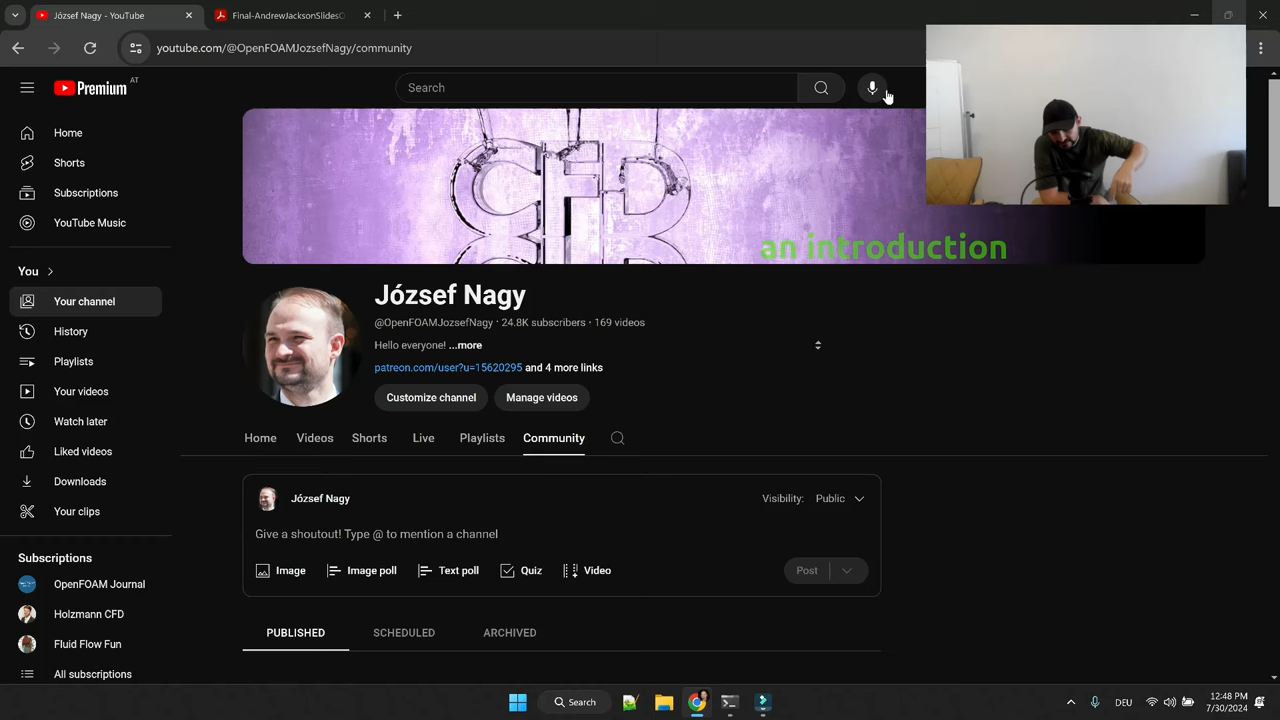 József Nagy - YouTube
Final-AndrewJacksonSlidesO
youtube.com/@OpenFOAMJozsefNagy/community
Premium AT
Search
Home
Shorts
Subscriptions
YouTube Music
You
Your channel
History
Playlists
Your videos
Watch later
Liked videos
Downloads
Your clips
Subscriptions
OpenFOAM Journal
Holzmann CFD
Fluid Flow Fun
All subscriptions
CFD
an introduction
József Nagy
@OpenFOAMJozsefNagy · 24.8K subscribers · 169 videos
Hello everyone! ...more
patreon.com/user?u=15620295 and 4 more links
Customize channel Manage videos
Home Videos Shorts Live Playlists Community
József Nagy Visibility: Public
Give a shoutout! Type @ to mention a channel
Image Image poll Text poll Quiz Video Post
PUBLISHED SCHEDULED ARCHIVED
Search
DEU
12:48 PM
7/30/2024